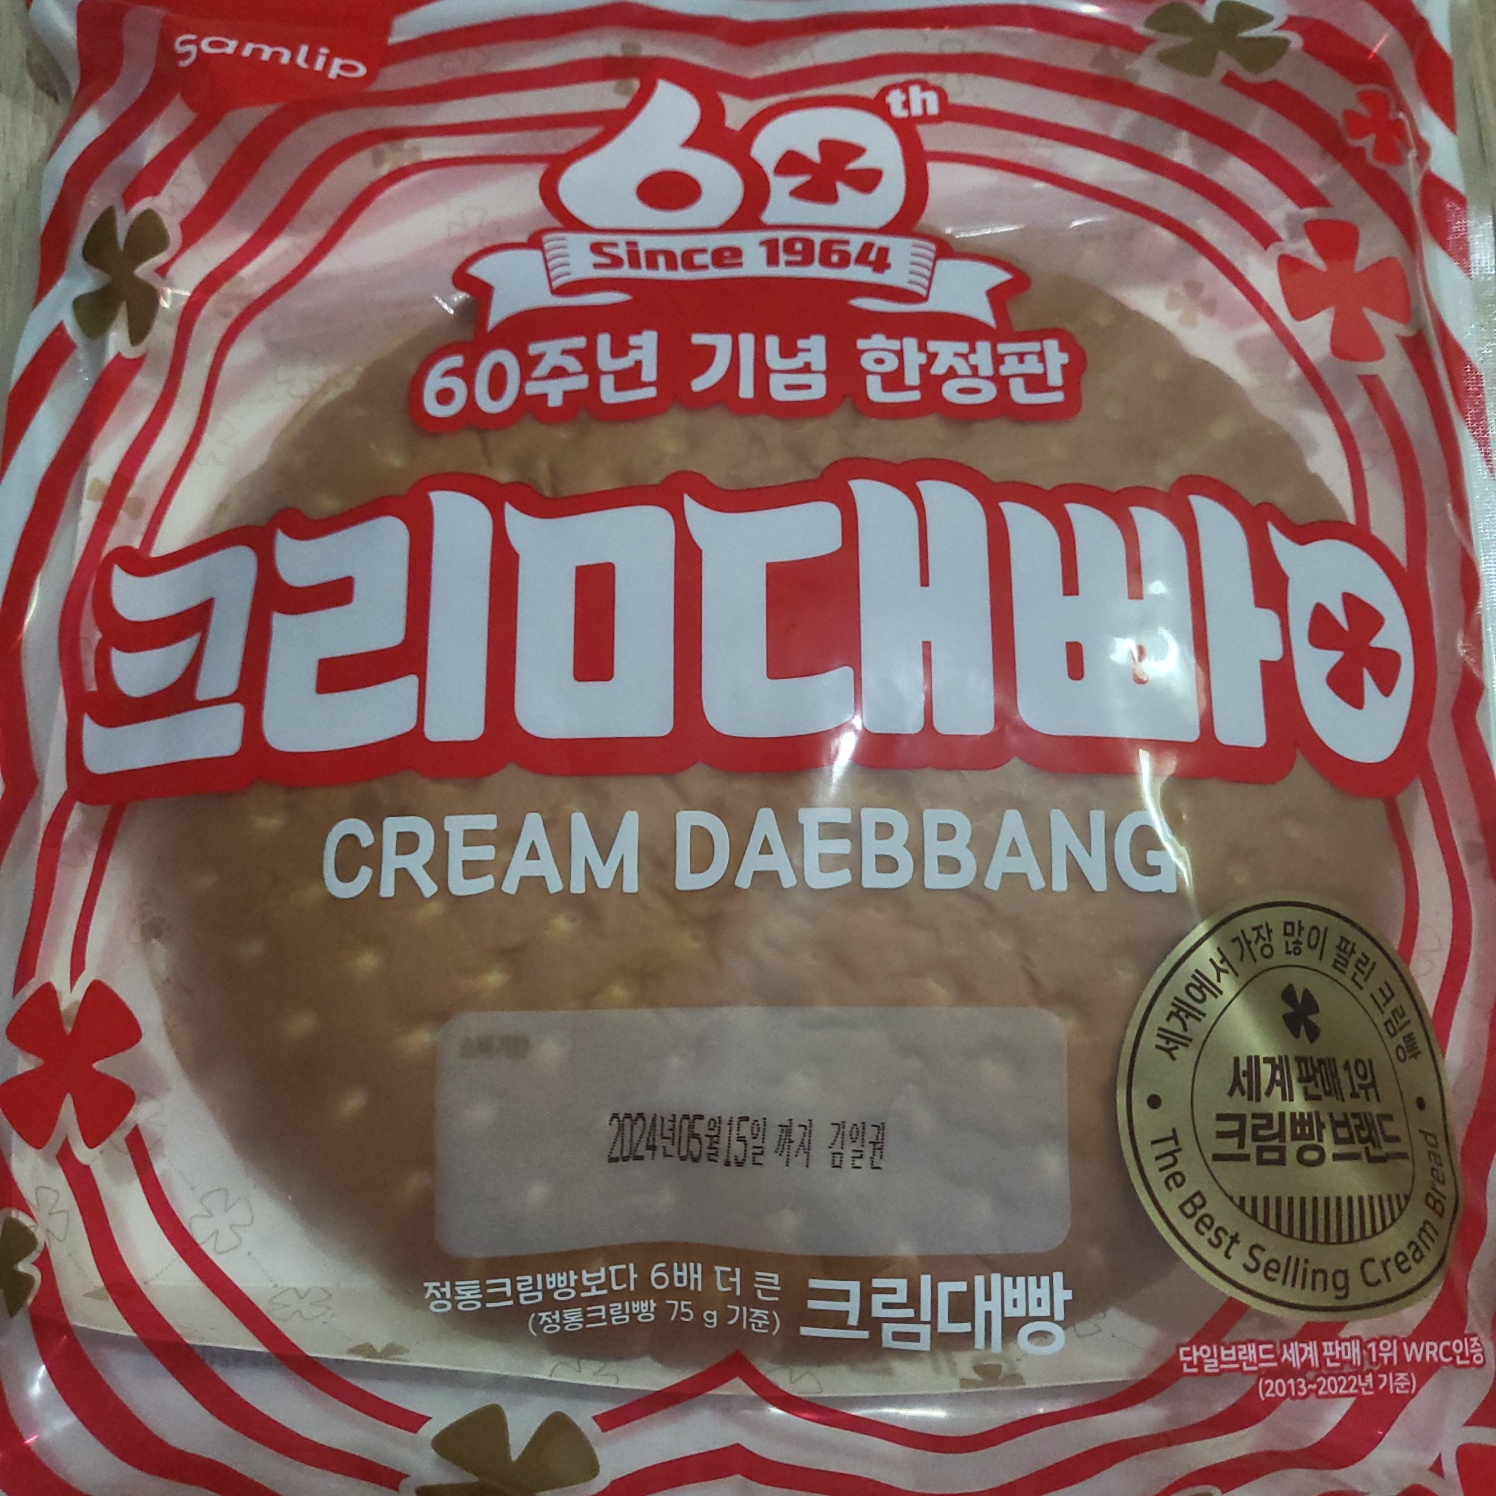 samlip
60th
Since 1964
60주년 기념 한정판
크림대빵
CREAM DAEBBANG
세계에서 가장 많이 팔린 크림빵
세계 판매 1위
크림빵 브랜드
The Best Selling Cream Bread
소비기한
2024년05월15일 까지 김일권
정통크림빵보다 6배 더 큰
(정통크림빵 75 g 기준)
크림대빵
단일브랜드 세계 판매 1위 WRC인증
(2013~2022년 기준)